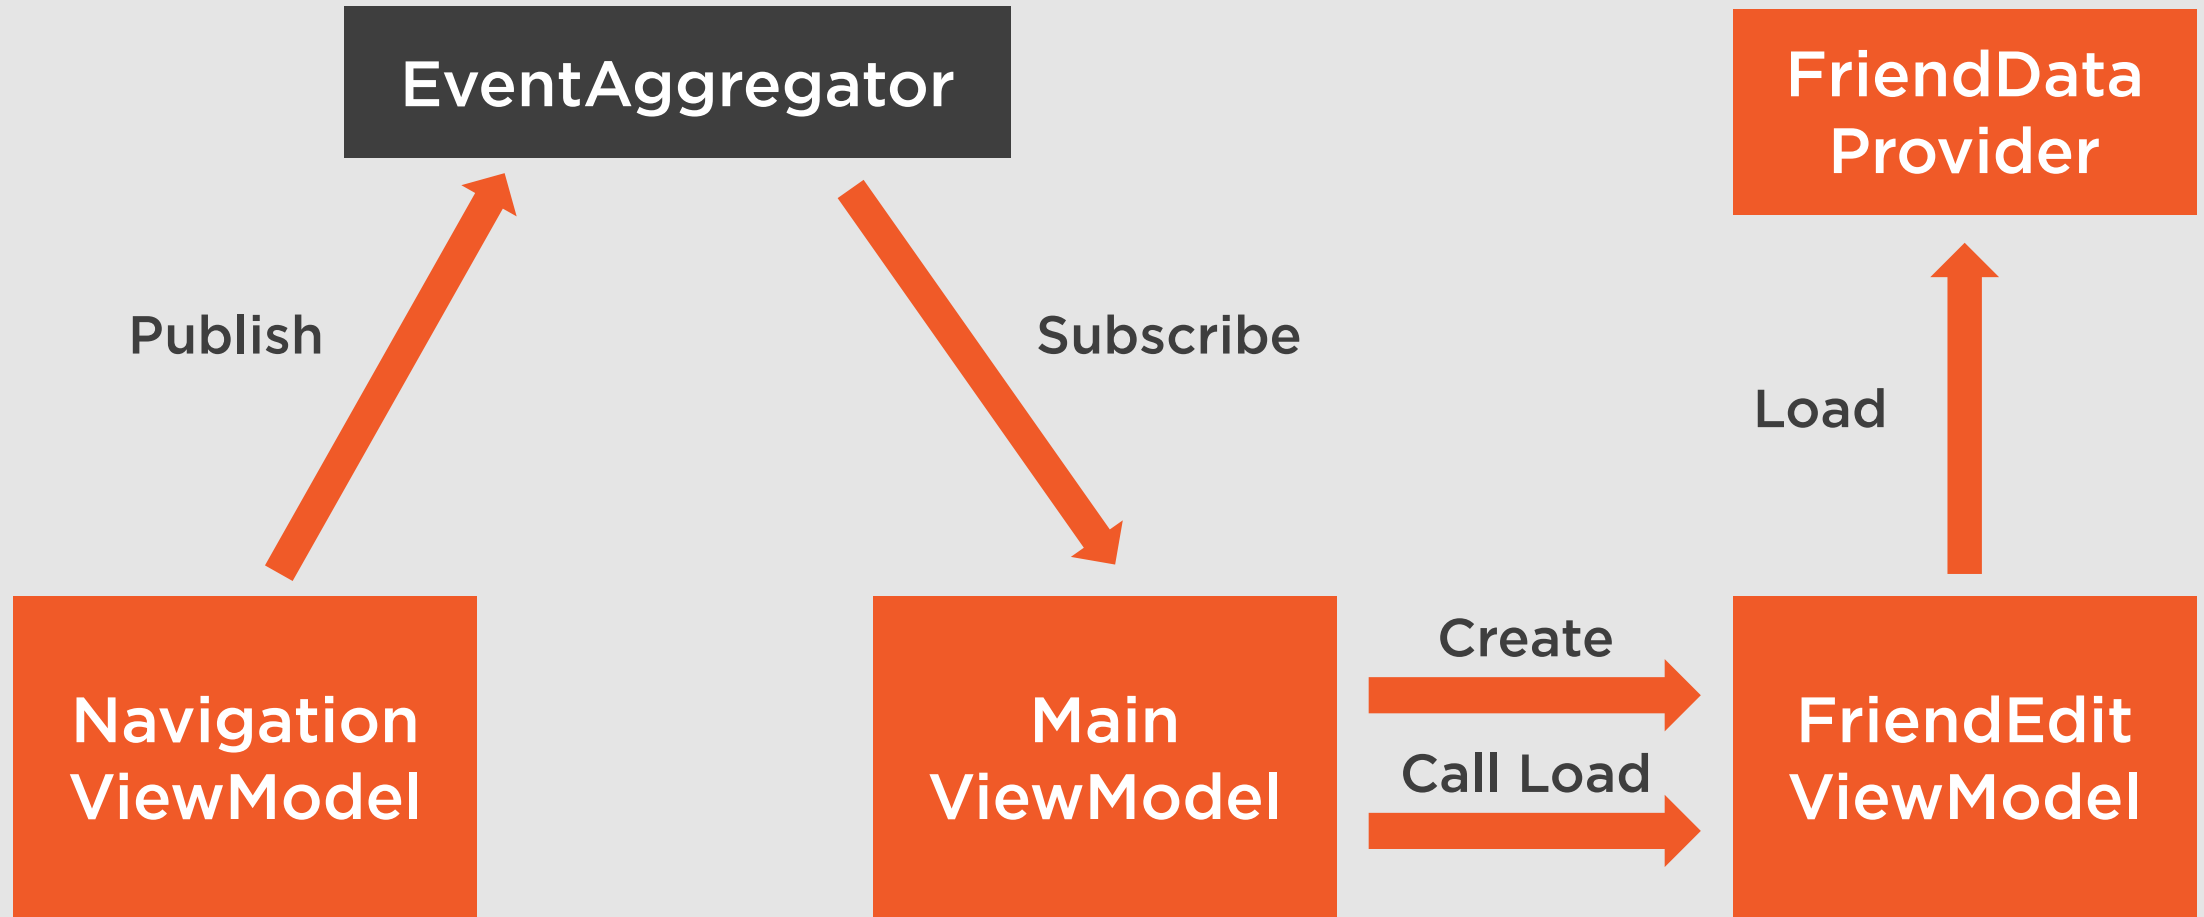 EventAggregator
FriendData
Provider
Publish
Subscribe
Load
Navigation
ViewModel
Main
ViewModel
Create
Call Load
FriendEdit
ViewModel